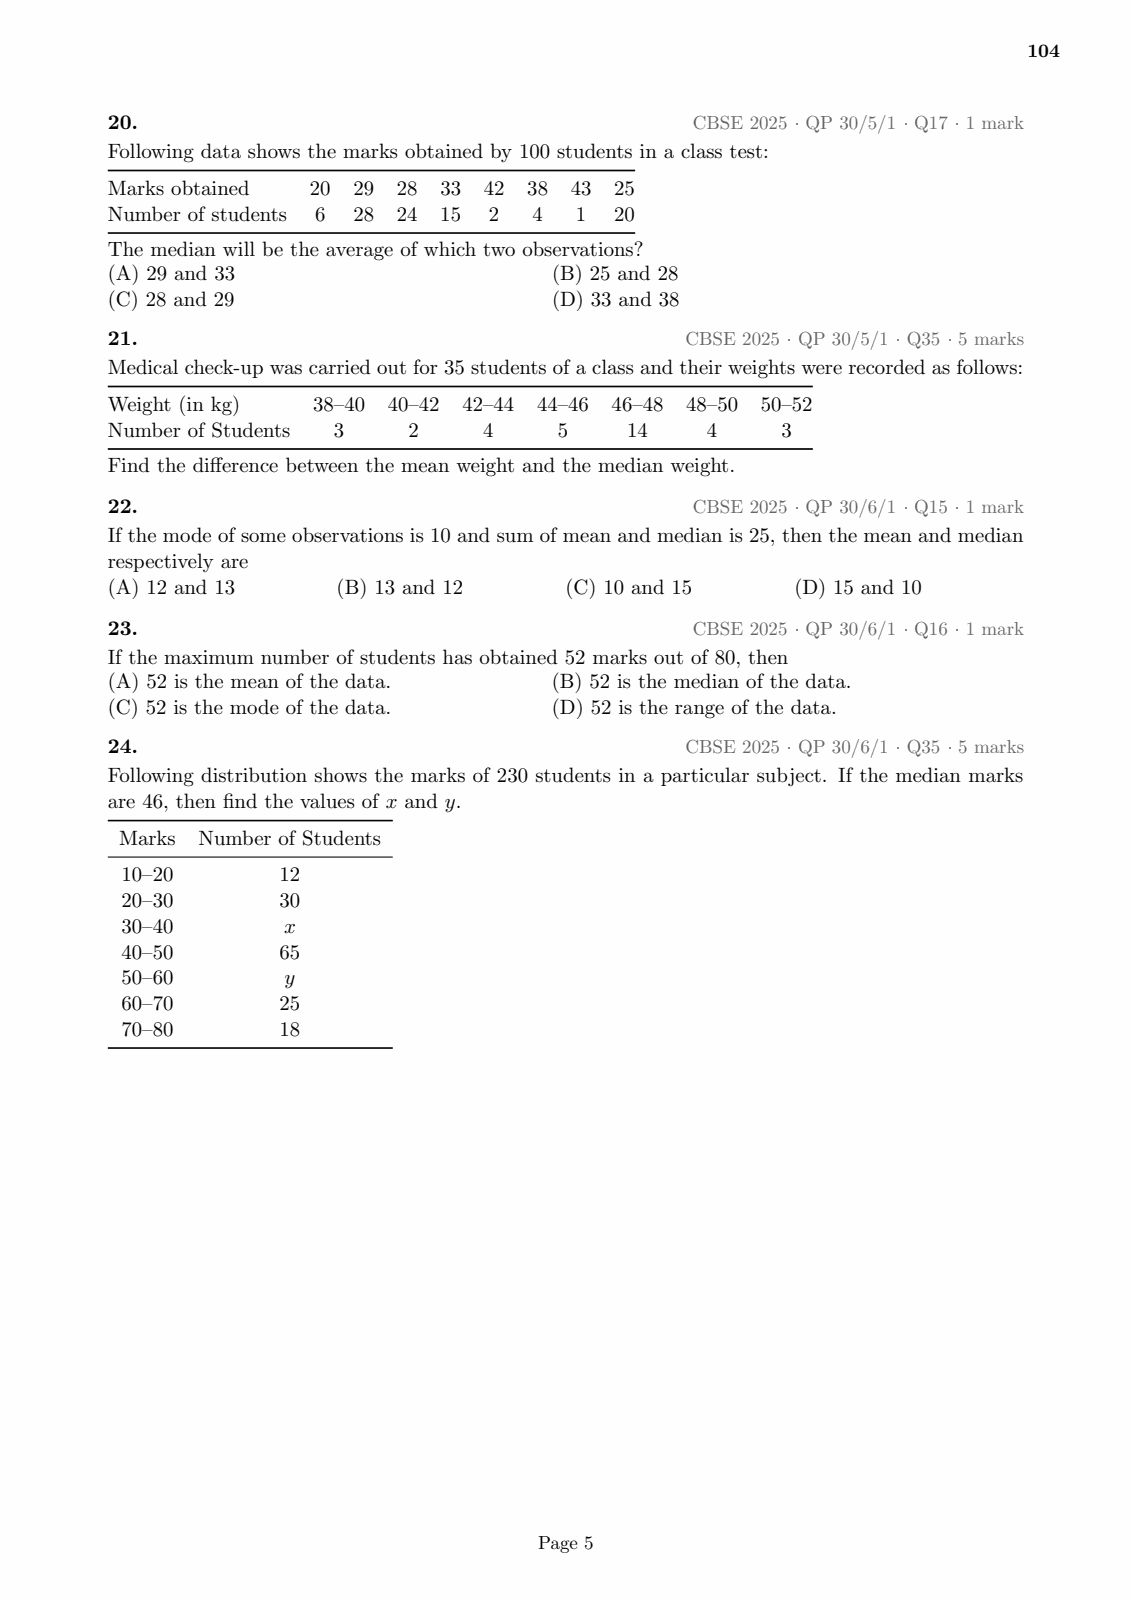 104
20. CBSE 2025 · QP 30/5/1 · Q17 · 1 mark
Following data shows the marks obtained by 100 students in a class test:
Marks obtained 20 29 28 33 42 38 43 25
Number of students 6 28 24 15 2 4 1 20
The median will be the average of which two observations?
(A) 29 and 33 (B) 25 and 28
(C) 28 and 29 (D) 33 and 38
21. CBSE 2025 · QP 30/5/1 · Q35 · 5 marks
Medical check-up was carried out for 35 students of a class and their weights were recorded as follows:
Weight (in kg) 38–40 40–42 42–44 44–46 46–48 48–50 50–52
Number of Students 3 2 4 5 14 4 3
Find the difference between the mean weight and the median weight.
22. CBSE 2025 · QP 30/6/1 · Q15 · 1 mark
If the mode of some observations is 10 and sum of mean and median is 25, then the mean and median
respectively are
(A) 12 and 13 (B) 13 and 12 (C) 10 and 15 (D) 15 and 10
23. CBSE 2025 · QP 30/6/1 · Q16 · 1 mark
If the maximum number of students has obtained 52 marks out of 80, then
(A) 52 is the mean of the data. (B) 52 is the median of the data.
(C) 52 is the mode of the data. (D) 52 is the range of the data.
24. CBSE 2025 · QP 30/6/1 · Q35 · 5 marks
Following distribution shows the marks of 230 students in a particular subject. If the median marks
are 46, then find the values of x and y.
Marks Number of Students
10–20 12
20–30 30
30–40 x
40–50 65
50–60 y
60–70 25
70–80 18
Page 5